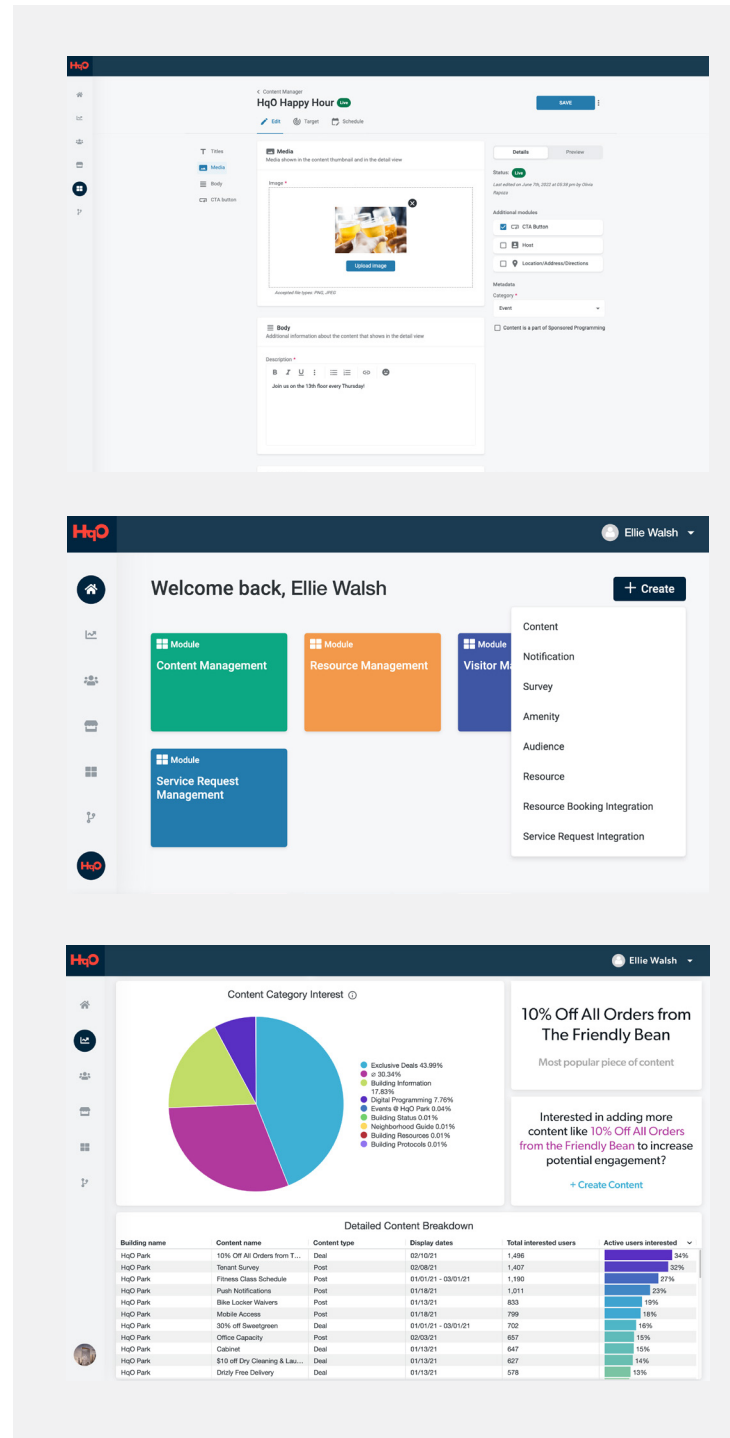 HqO
< Content Manager
HqO Happy Hour Live
SAVE
Edit Target Schedule
Titles
Media
Body
CTA button
Media
Media shown in the content thumbnail and in the detail view
Image *
Upload image
Accepted file types: PNG, JPEG
Body
Additional information about the content that shows in the detail view
Description *
B I U
Join us on the 13th floor every Thursday!
Details Preview
Status: Live
Last edited on June 7th, 2022 at 05:58 pm by Olivia
Raposa
Additional modules
CTA Button
Host
Location/Address/Directions
Metadata
Category *
Event
Content is a part of Sponsored Programming
HqO
Ellie Walsh
Welcome back, Ellie Walsh
+ Create
Module
Content Management
Module
Resource Management
Module
Visitor M
Module
Service Request
Management
Content
Notification
Survey
Amenity
Audience
Resource
Resource Booking Integration
Service Request Integration
HqO
HqO
Ellie Walsh
Content Category Interest
Exclusive Deals 43.99%
∅ 30.34%
Building Information
17.83%
Digital Programming 7.76%
Events @ HqO Park 0.04%
Building Status 0.01%
Neighborhood Guide 0.01%
Building Resources 0.01%
Building Protocols 0.01%
10% Off All Orders from
The Friendly Bean
Most popular piece of content
Interested in adding more
content like 10% Off All Orders
from the Friendly Bean to increase
potential engagement?
+ Create Content
Detailed Content Breakdown
Building name Content name Content type Display dates Total interested users Active users interested
HqO Park 10% Off All Orders from T... Deal 02/10/21 1,496 34%
HqO Park Tenant Survey Post 02/08/21 1,407 32%
HqO Park Fitness Class Schedule Post 01/01/21 - 03/01/21 1,190 27%
HqO Park Push Notifications Post 01/18/21 1,011 23%
HqO Park Bike Locker Waivers Post 01/13/21 833 19%
HqO Park Mobile Access Post 01/18/21 799 18%
HqO Park 30% off Sweetgreen Deal 01/01/21 - 03/01/21 702 16%
HqO Park Office Capacity Post 02/03/21 657 15%
HqO Park Cabinet Deal 01/13/21 647 15%
HqO Park $10 off Dry Cleaning & Lau... Deal 01/13/21 627 14%
HqO Park Drizly Free Delivery Deal 01/13/21 578 13%